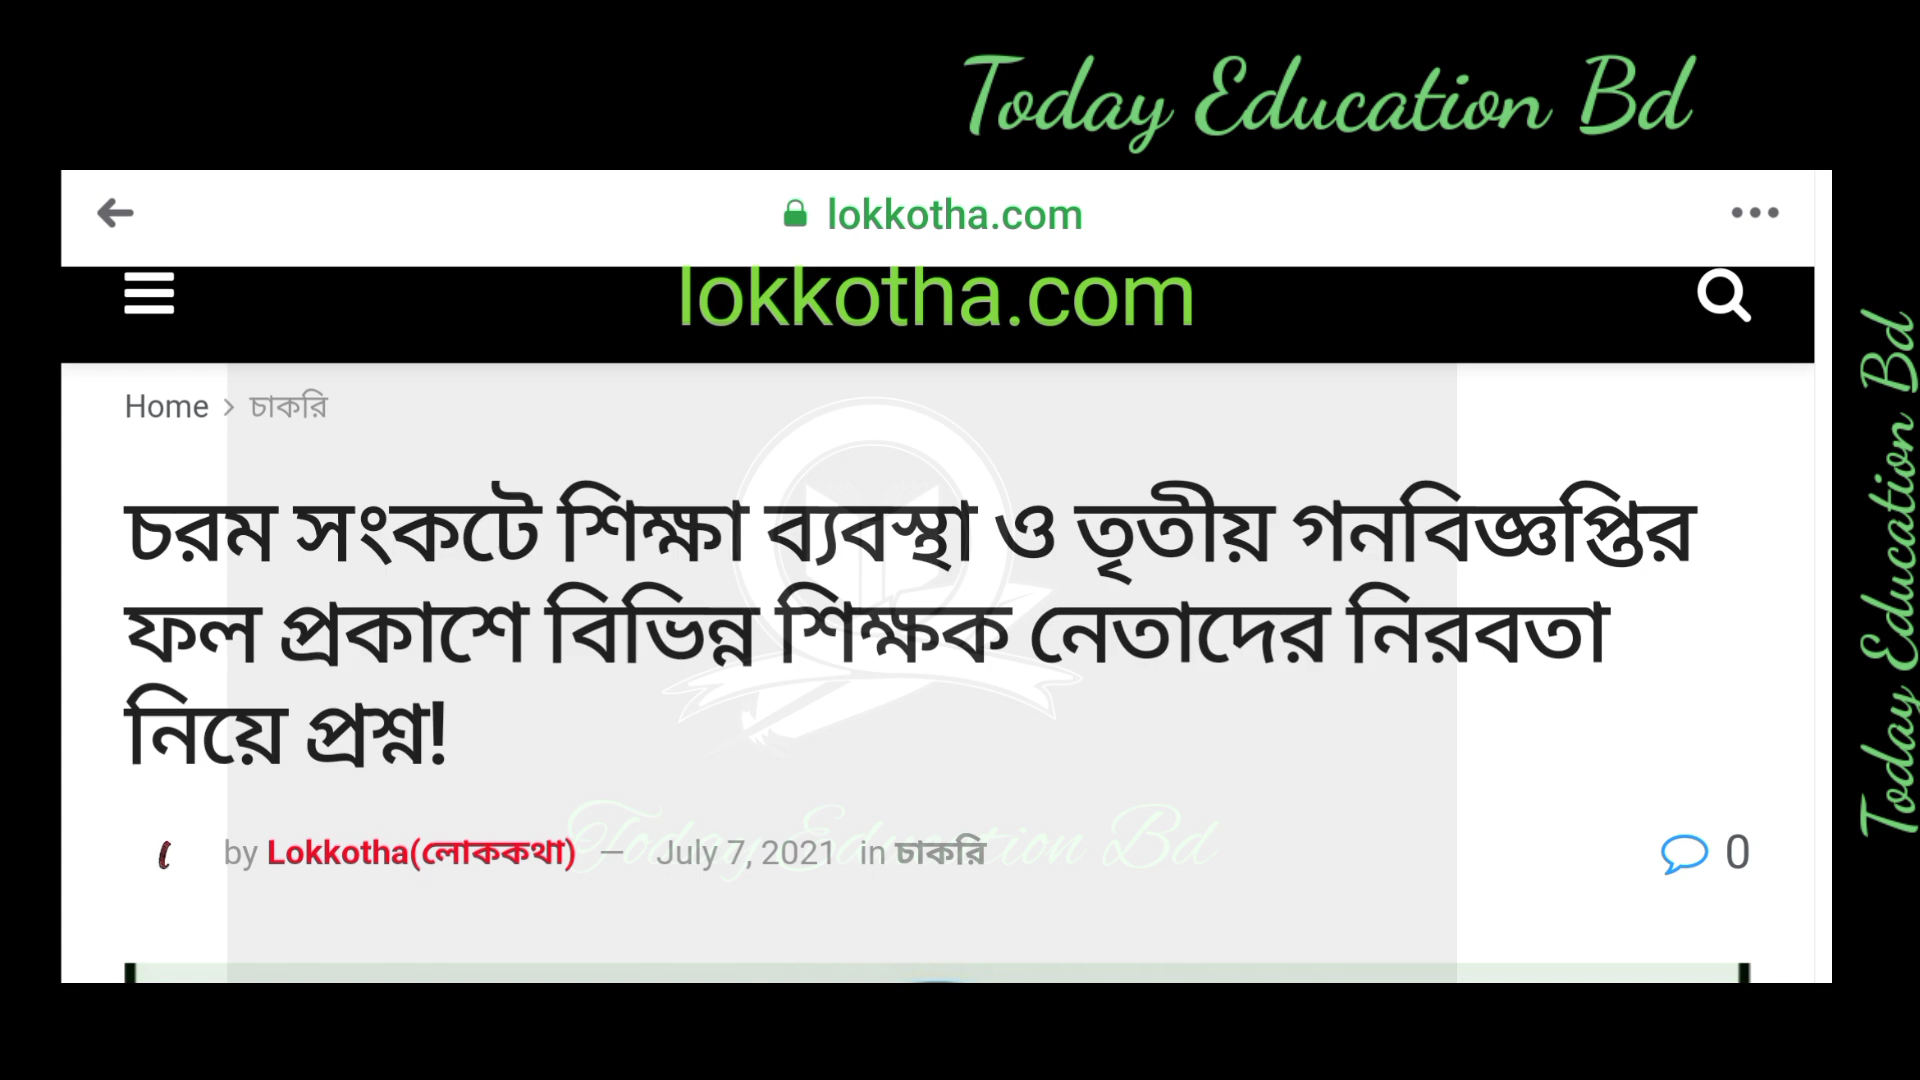 Today Education Bd
lokkotha.com
lokkotha.com
Home > চাকরি
চরম সংকটে শিক্ষা ব্যবস্থা ও তৃতীয় গনবিজ্ঞপ্তির
ফল প্রকাশে বিভিন্ন শিক্ষক নেতাদের নিরবতা
নিয়ে প্রশ্ন!
by Lokkotha(লোককথা) — July 7, 2021 in চাকরি
0
Today Education Bd
Today Education Bd